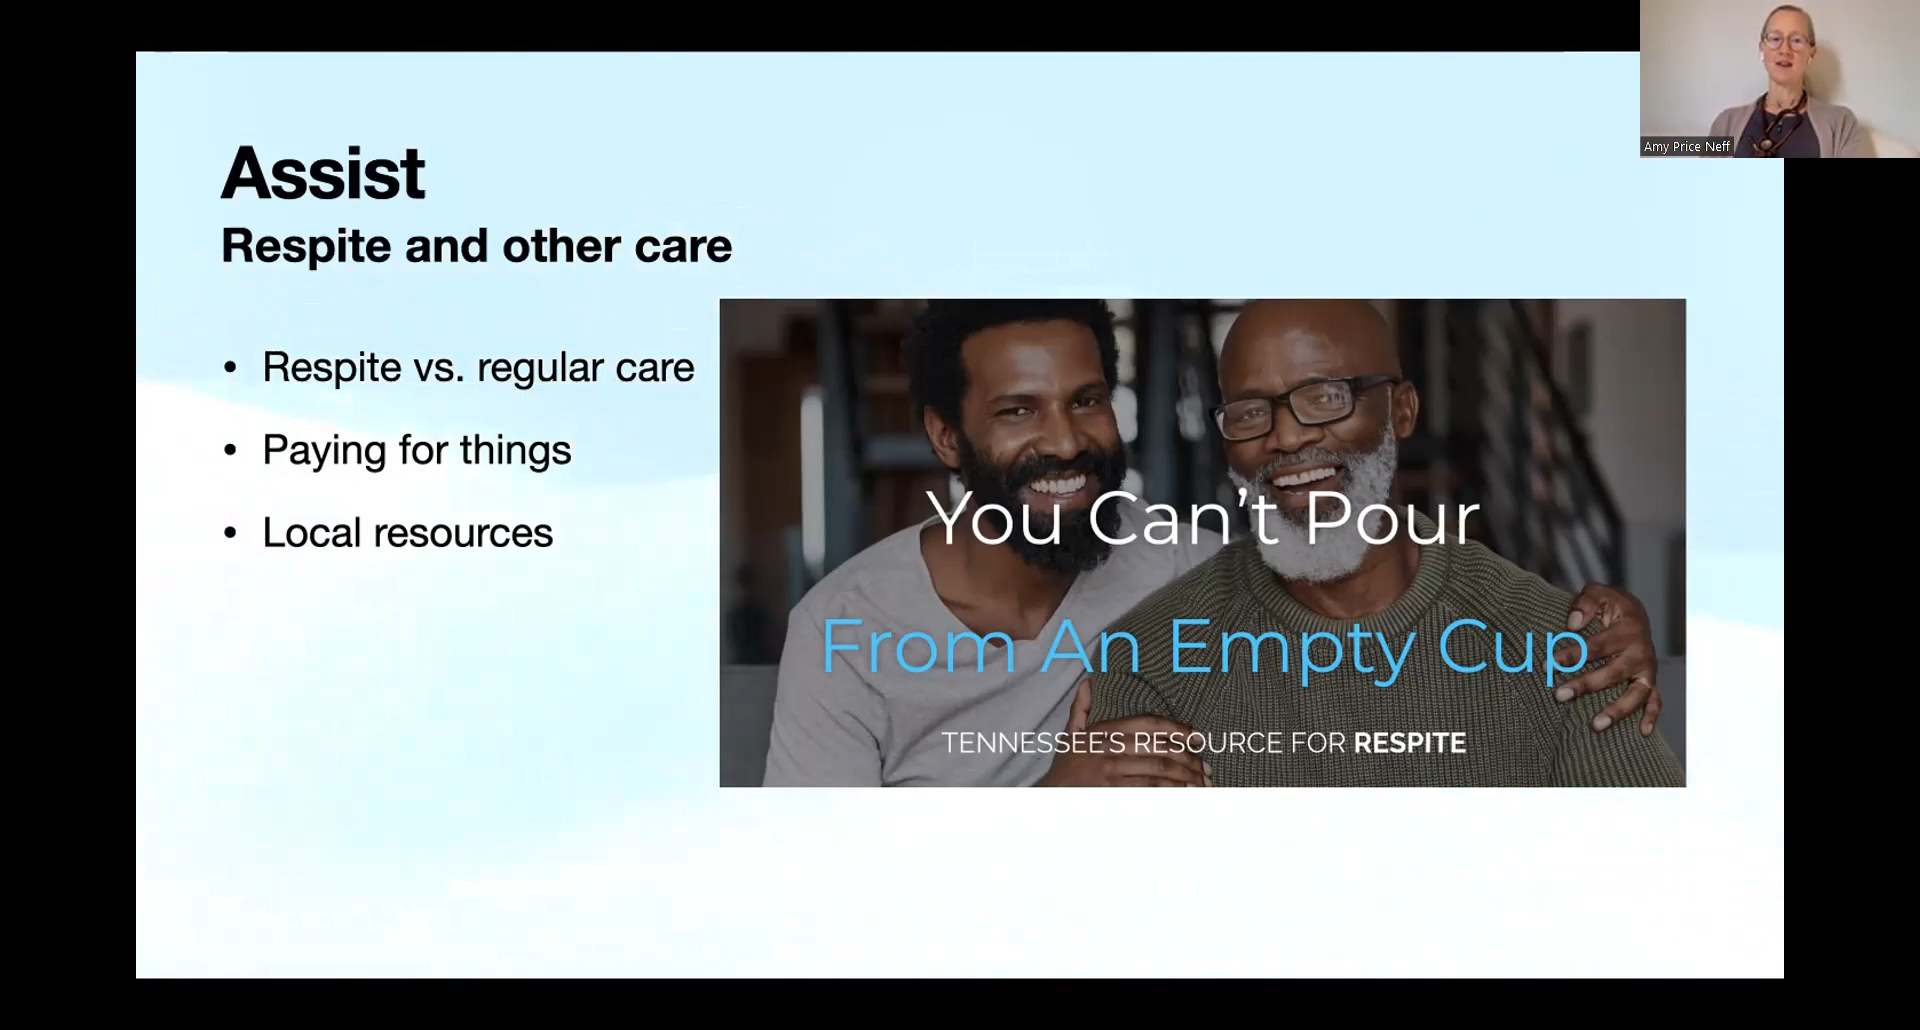 Assist
Respite and other care
• Respite vs. regular care
• Paying for things
• Local resources
You Can't Pour
From An Empty Cup
TENNESSEE'S RESOURCE FOR RESPITE
Amy Price Neff